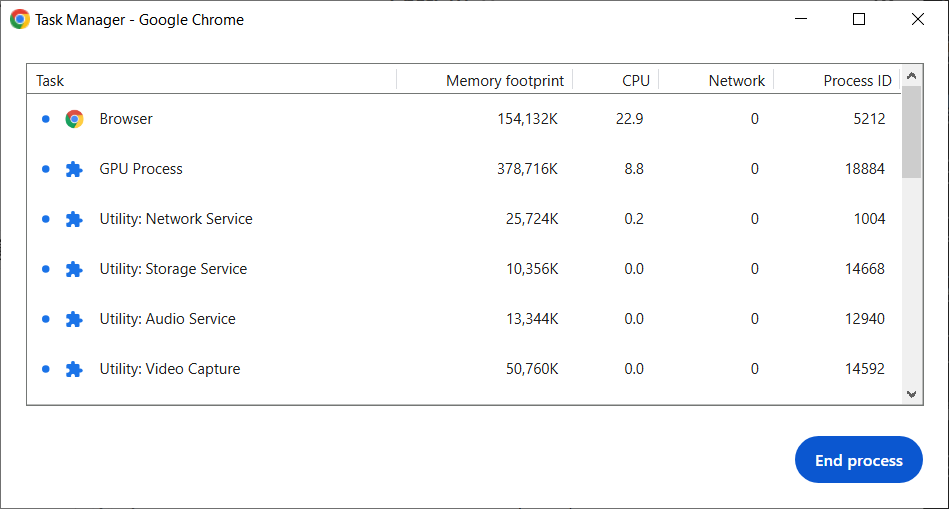 Task Manager - Google Chrome
Task Memory footprint CPU Network Process ID
Browser 154,132K 22.9 0 5212
GPU Process 378,716K 8.8 0 18884
Utility: Network Service 25,724K 0.2 0 1004
Utility: Storage Service 10,356K 0.0 0 14668
Utility: Audio Service 13,344K 0.0 0 12940
Utility: Video Capture 50,760K 0.0 0 14592
End process